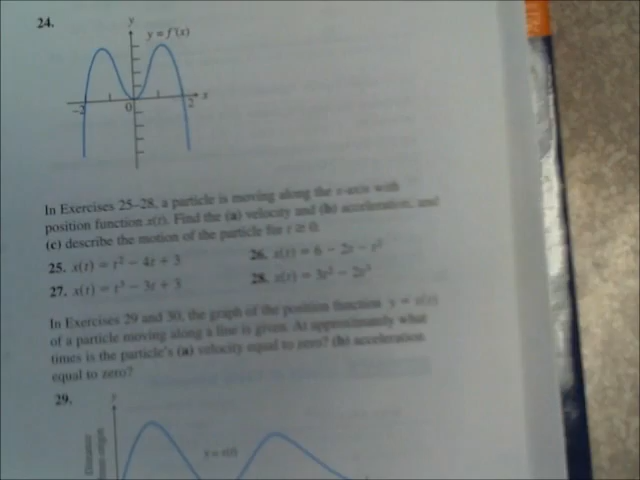 24.
y
y = f'(x)
-2
0
2
x
In Exercises 25–28, a particle is moving along the x-axis with
position function x(t). Find the (a) velocity and (b) acceleration, and
(c) describe the motion of the particle for t ≥ 0.
25. x(t) = t² − 4t + 3
26. x(t) = 6 − 2t − t²
27. x(t) = t³ − 3t + 3
28. x(t) = 3t² − 2t³
In Exercises 29 and 30, the graph of the position function y = s(t)
of a particle moving along a line is given. At approximately what
times is the particle's (a) velocity equal to zero? (b) acceleration
equal to zero?
29.
y
Distance
from origin
y = s(t)